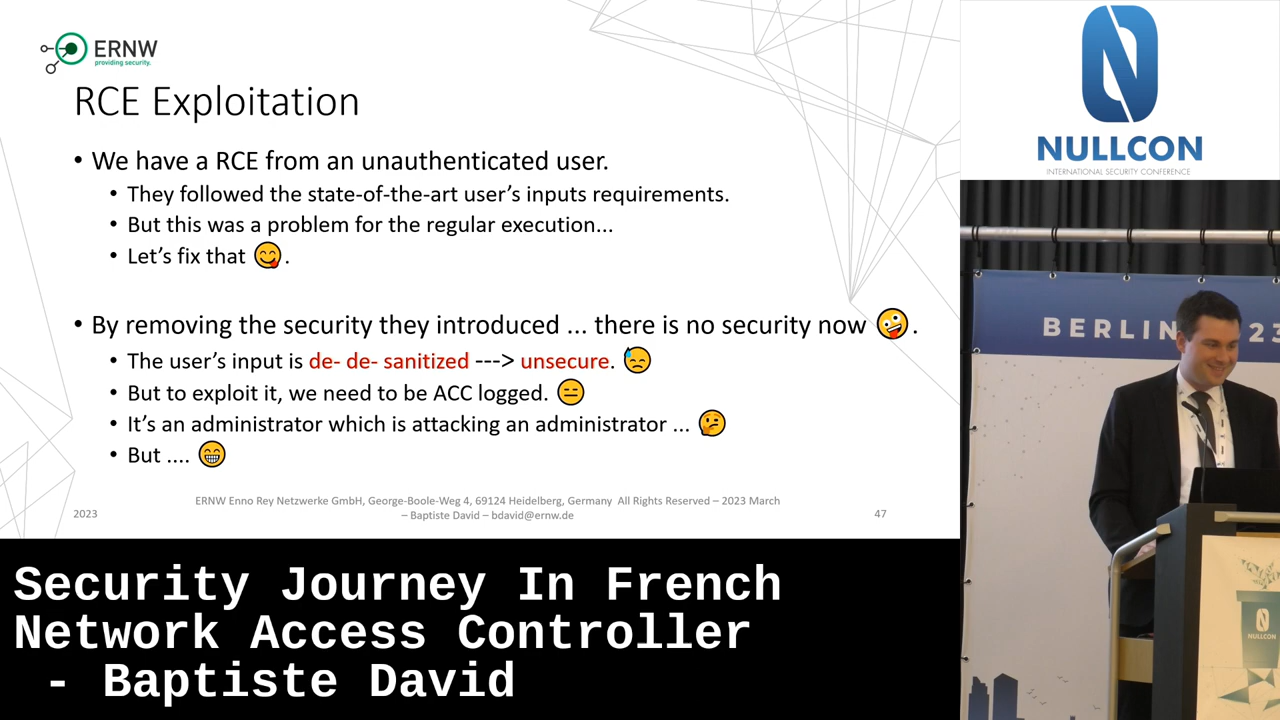 ERNW
providing security.
RCE Exploitation
• We have a RCE from an unauthenticated user.
• They followed the state-of-the-art user's inputs requirements.
• But this was a problem for the regular execution...
• Let's fix that 😋.
• By removing the security they introduced ... there is no security now 🤪.
• The user's input is de- de- sanitized ---> unsecure. 😓
• But to exploit it, we need to be ACC logged. 😑
• It's an administrator which is attacking an administrator ... 🤔
• But .... 😁
ERNW Enno Rey Netzwerke GmbH, George-Boole-Weg 4, 69124 Heidelberg, Germany All Rights Reserved – 2023 March
– Baptiste David – bdavid@ernw.de
2023
47
NULLCON
INTERNATIONAL SECURITY CONFERENCE
BERLIN 23
NULLCON
Security Journey In French
Network Access Controller
- Baptiste David